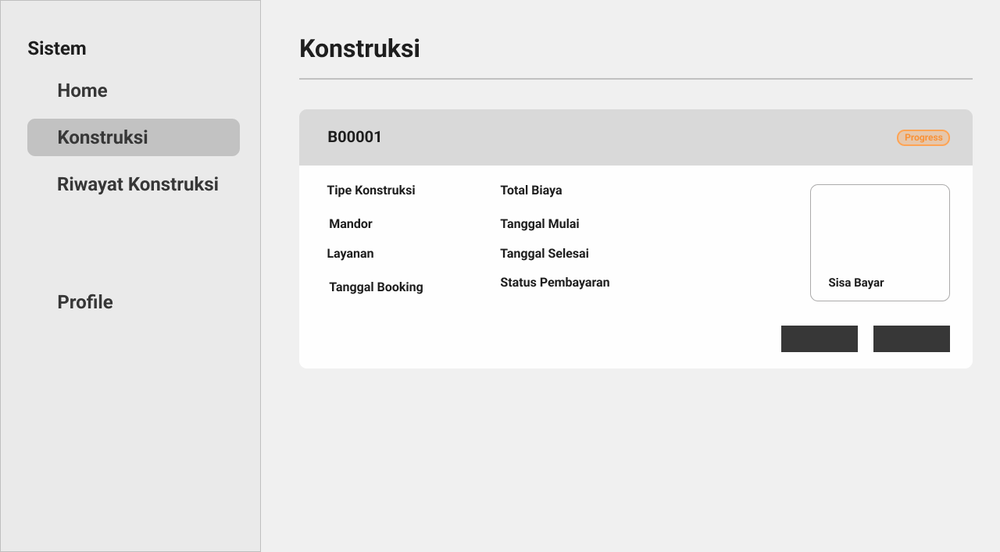 Sistem
Home
Konstruksi
Riwayat Konstruksi
Profile
Konstruksi
B00001
Progress
Tipe Konstruksi
Mandor
Layanan
Tanggal Booking
Total Biaya
Tanggal Mulai
Tanggal Selesai
Status Pembayaran
Sisa Bayar